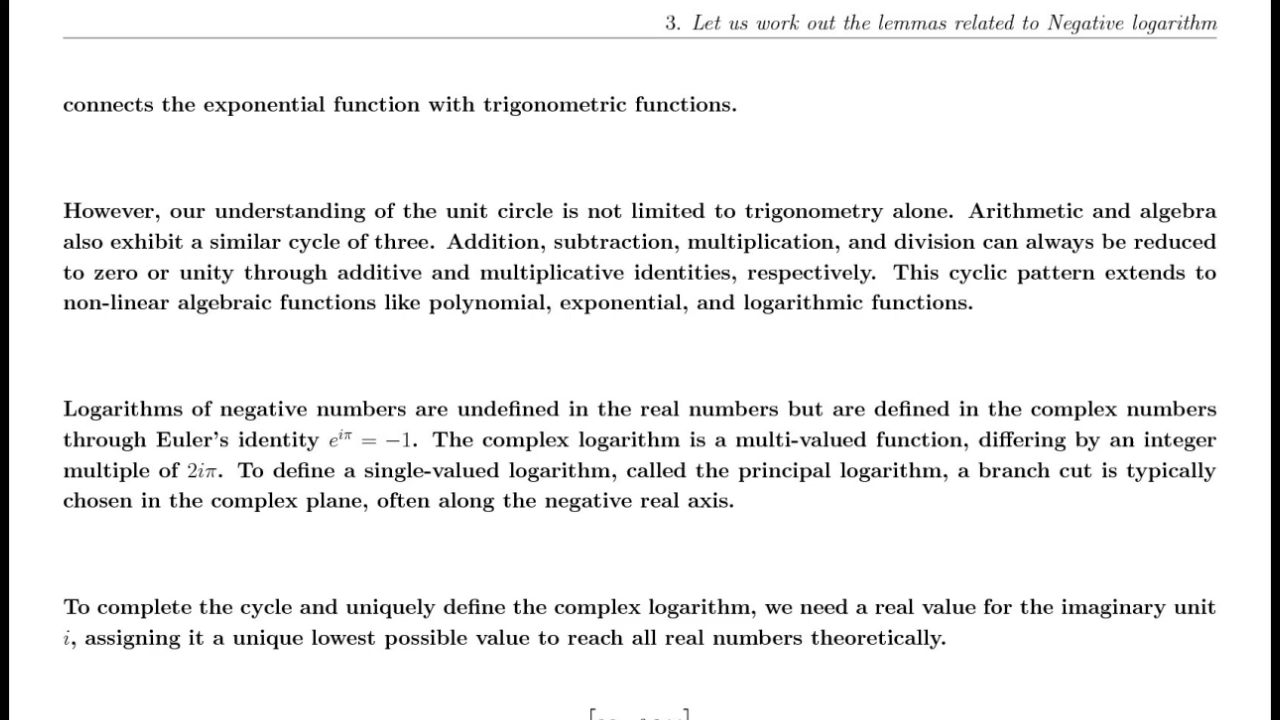 3. Let us work out the lemmas related to Negative logarithm
connects the exponential function with trigonometric functions.
However, our understanding of the unit circle is not limited to trigonometry alone. Arithmetic and algebra
also exhibit a similar cycle of three. Addition, subtraction, multiplication, and division can always be reduced
to zero or unity through additive and multiplicative identities, respectively. This cyclic pattern extends to
non-linear algebraic functions like polynomial, exponential, and logarithmic functions.
Logarithms of negative numbers are undefined in the real numbers but are defined in the complex numbers
through Euler's identity e^{iπ} = −1. The complex logarithm is a multi-valued function, differing by an integer
multiple of 2iπ. To define a single-valued logarithm, called the principal logarithm, a branch cut is typically
chosen in the complex plane, often along the negative real axis.
To complete the cycle and uniquely define the complex logarithm, we need a real value for the imaginary unit
i, assigning it a unique lowest possible value to reach all real numbers theoretically.